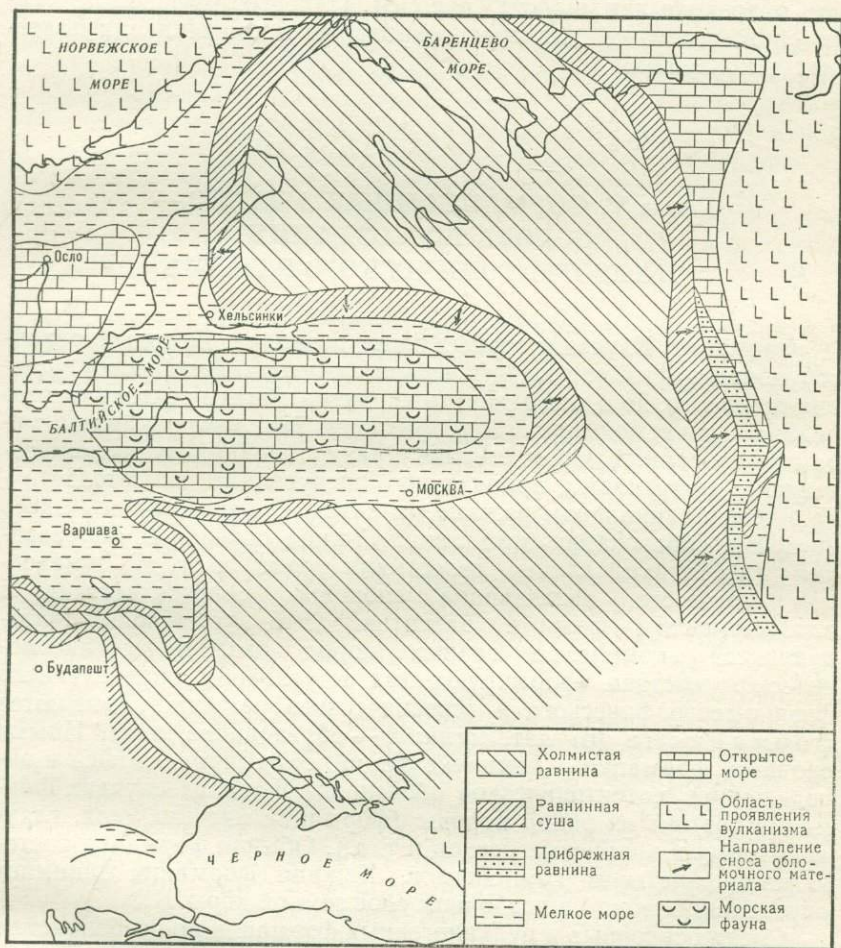 НОРВЕЖСКОЕ
МОРЕ
БАРЕНЦЕВО
МОРЕ
Осло
Хельсинки
БАЛТИЙСКОЕ МОРЕ
МОСКВА
Варшава
Будапешт
ЧЕРНОЕ МОРЕ
Холмистая
равнина
Равнинная
суша
Прибрежная
равнина
Мелкое море
Открытое
море
Область
проявления
вулканизма
Направление
сноса обло-
мочного мате-
риала
Морская
фауна